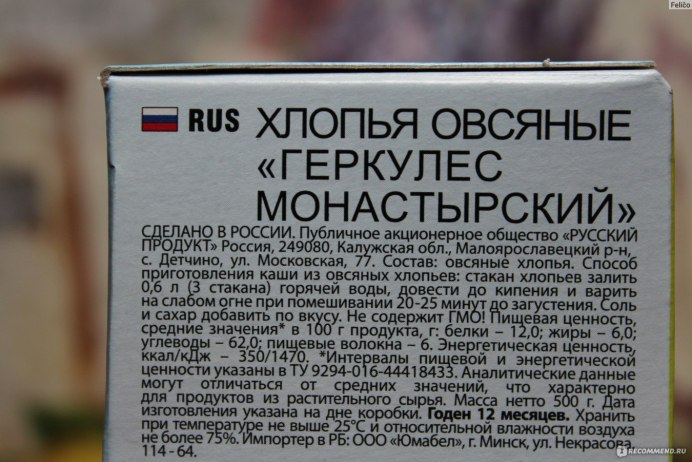 Feličo
RUS ХЛОПЬЯ ОВСЯНЫЕ
«ГЕРКУЛЕС
МОНАСТЫРСКИЙ»
СДЕЛАНО В РОССИИ. Публичное акционерное общество «РУССКИЙ
ПРОДУКТ» Россия, 249080, Калужская обл., Малоярославецкий р-н,
с. Детчино, ул. Московская, 77. Состав: овсяные хлопья. Способ
приготовления каши из овсяных хлопьев: стакан хлопьев залить
0,6 л (3 стакана) горячей воды, довести до кипения и варить
на слабом огне при помешивании 20-25 минут до загустения. Соль
и сахар добавить по вкусу. Не содержит ГМО! Пищевая ценность,
средние значения* в 100 г продукта, г: белки – 12,0; жиры – 6,0;
углеводы – 62,0; пищевые волокна – 6. Энергетическая ценность,
ккал/кДж – 350/1470. *Интервалы пищевой и энергетической
ценности указаны в ТУ 9294-016-44418433. Аналитические данные
могут отличаться от средних значений, что характерно
для продуктов из растительного сырья. Масса нетто 500 г. Дата
изготовления указана на дне коробки. Годен 12 месяцев. Хранить
при температуре не выше 25℃ и относительной влажности воздуха
не более 75%. Импортер в РБ: ООО «Юмабел», г. Минск, ул. Некрасова,
114 - 64.
IRECOMMEND.RU